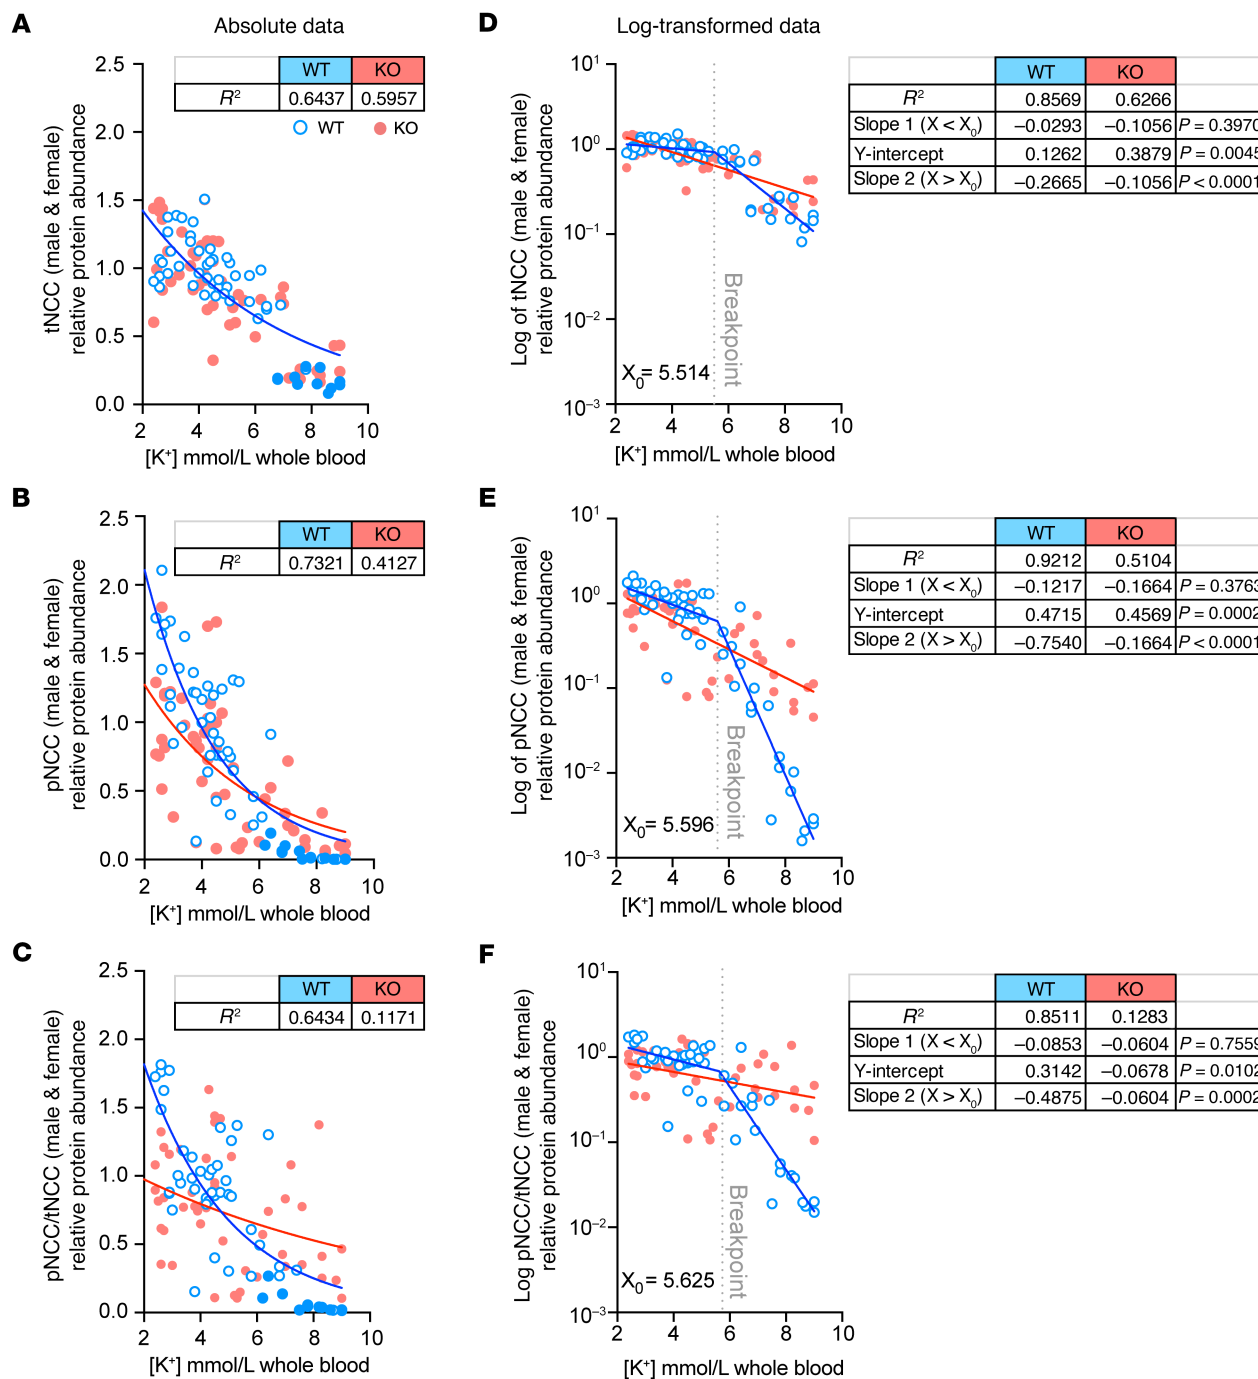 A
Absolute data
2.5
2.0
1.5
1.0
0.5
0.0
2 4 6 8 10
tNCC (male & female)
relative protein abundance
[K+] mmol/L whole blood
WT KO
R2 0.6437 0.5957
WT KO
D
Log-transformed data
10^1
10^0
10^–1
10^–2
10^–3
2 4 6 8 10
Log of tNCC (male & female)
relative protein abundance
[K+] mmol/L whole blood
Breakpoint
X0= 5.514
WT KO
R2 0.8569 0.6266
Slope 1 (X < X0) –0.0293 –0.1056 P = 0.3970
Y-intercept 0.1262 0.3879 P = 0.0045
Slope 2 (X > X0) –0.2665 –0.1056 P < 0.0001
B
2.5
2.0
1.5
1.0
0.5
0.0
2 4 6 8 10
pNCC (male & female)
relative protein abundance
[K+] mmol/L whole blood
WT KO
R2 0.7321 0.4127
E
10^1
10^0
10^–1
10^–2
10^–3
2 4 6 8 10
Log of pNCC (male & female)
relative protein abundance
[K+] mmol/L whole blood
Breakpoint
X0= 5.596
WT KO
R2 0.9212 0.5104
Slope 1 (X < X0) –0.1217 –0.1664 P = 0.3763
Y-intercept 0.4715 0.4569 P = 0.0002
Slope 2 (X > X0) –0.7540 –0.1664 P < 0.0001
C
2.5
2.0
1.5
1.0
0.5
0.0
2 4 6 8 10
pNCC/tNCC (male & female)
relative protein abundance
[K+] mmol/L whole blood
WT KO
R2 0.6434 0.1171
F
10^1
10^0
10^–1
10^–2
10^–3
2 4 6 8 10
Log pNCC/tNCC (male & female)
relative protein abundance
[K+] mmol/L whole blood
Breakpoint
X0= 5.625
WT KO
R2 0.8511 0.1283
Slope 1 (X < X0) –0.0853 –0.0604 P = 0.7559
Y-intercept 0.3142 –0.0678 P = 0.0102
Slope 2 (X > X0) –0.4875 –0.0604 P = 0.0002